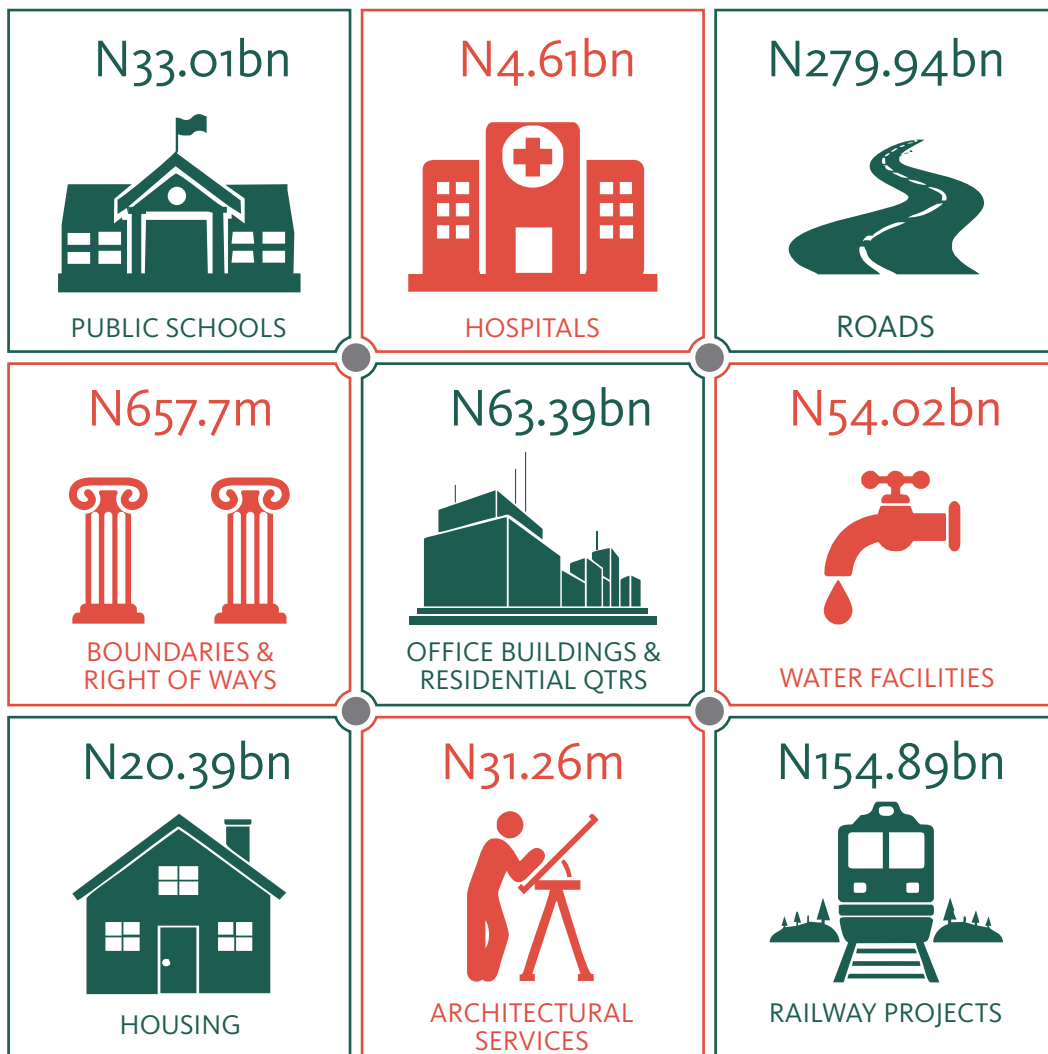 N33.01bn
PUBLIC SCHOOLS
N4.61bn
HOSPITALS
N279.94bn
ROADS
N657.7m
BOUNDARIES &
RIGHT OF WAYS
N63.39bn
OFFICE BUILDINGS &
RESIDENTIAL QTRS
N54.02bn
WATER FACILITIES
N20.39bn
HOUSING
N31.26m
ARCHITECTURAL
SERVICES
N154.89bn
RAILWAY PROJECTS